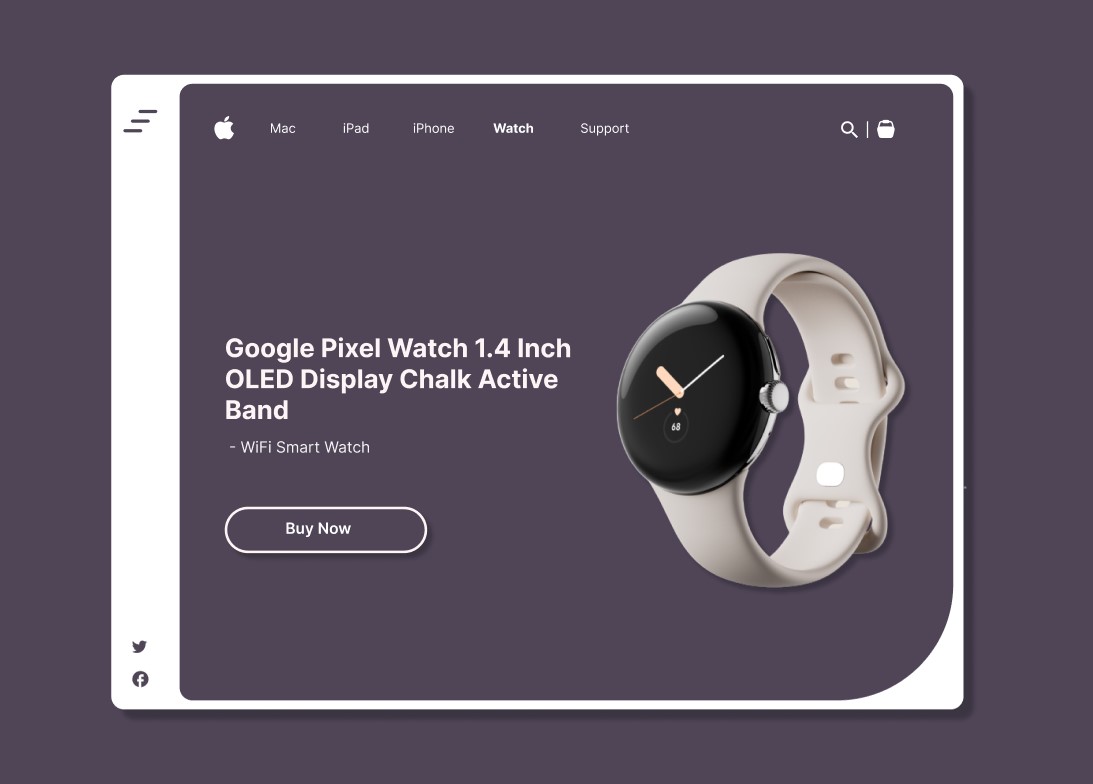 Mac iPad iPhone Watch Support
Google Pixel Watch 1.4 Inch
OLED Display Chalk Active
Band
- WiFi Smart Watch
68
Buy Now